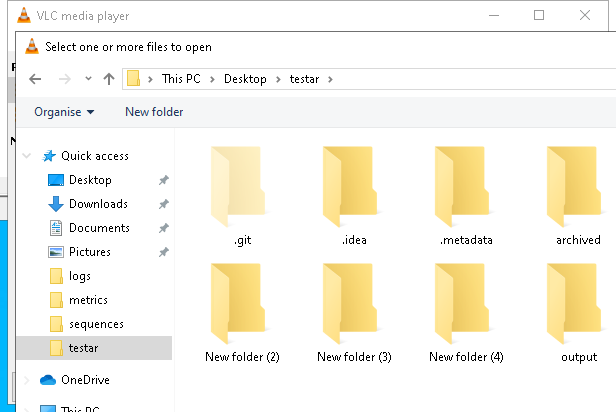 VLC media player
Select one or more files to open
This PC > Desktop > testar >
Organise New folder
Quick access
Desktop
Downloads
Documents
Pictures
logs
metrics
sequences
testar
OneDrive
This PC
.git .idea .metadata archived
New folder (2) New folder (3) New folder (4) output